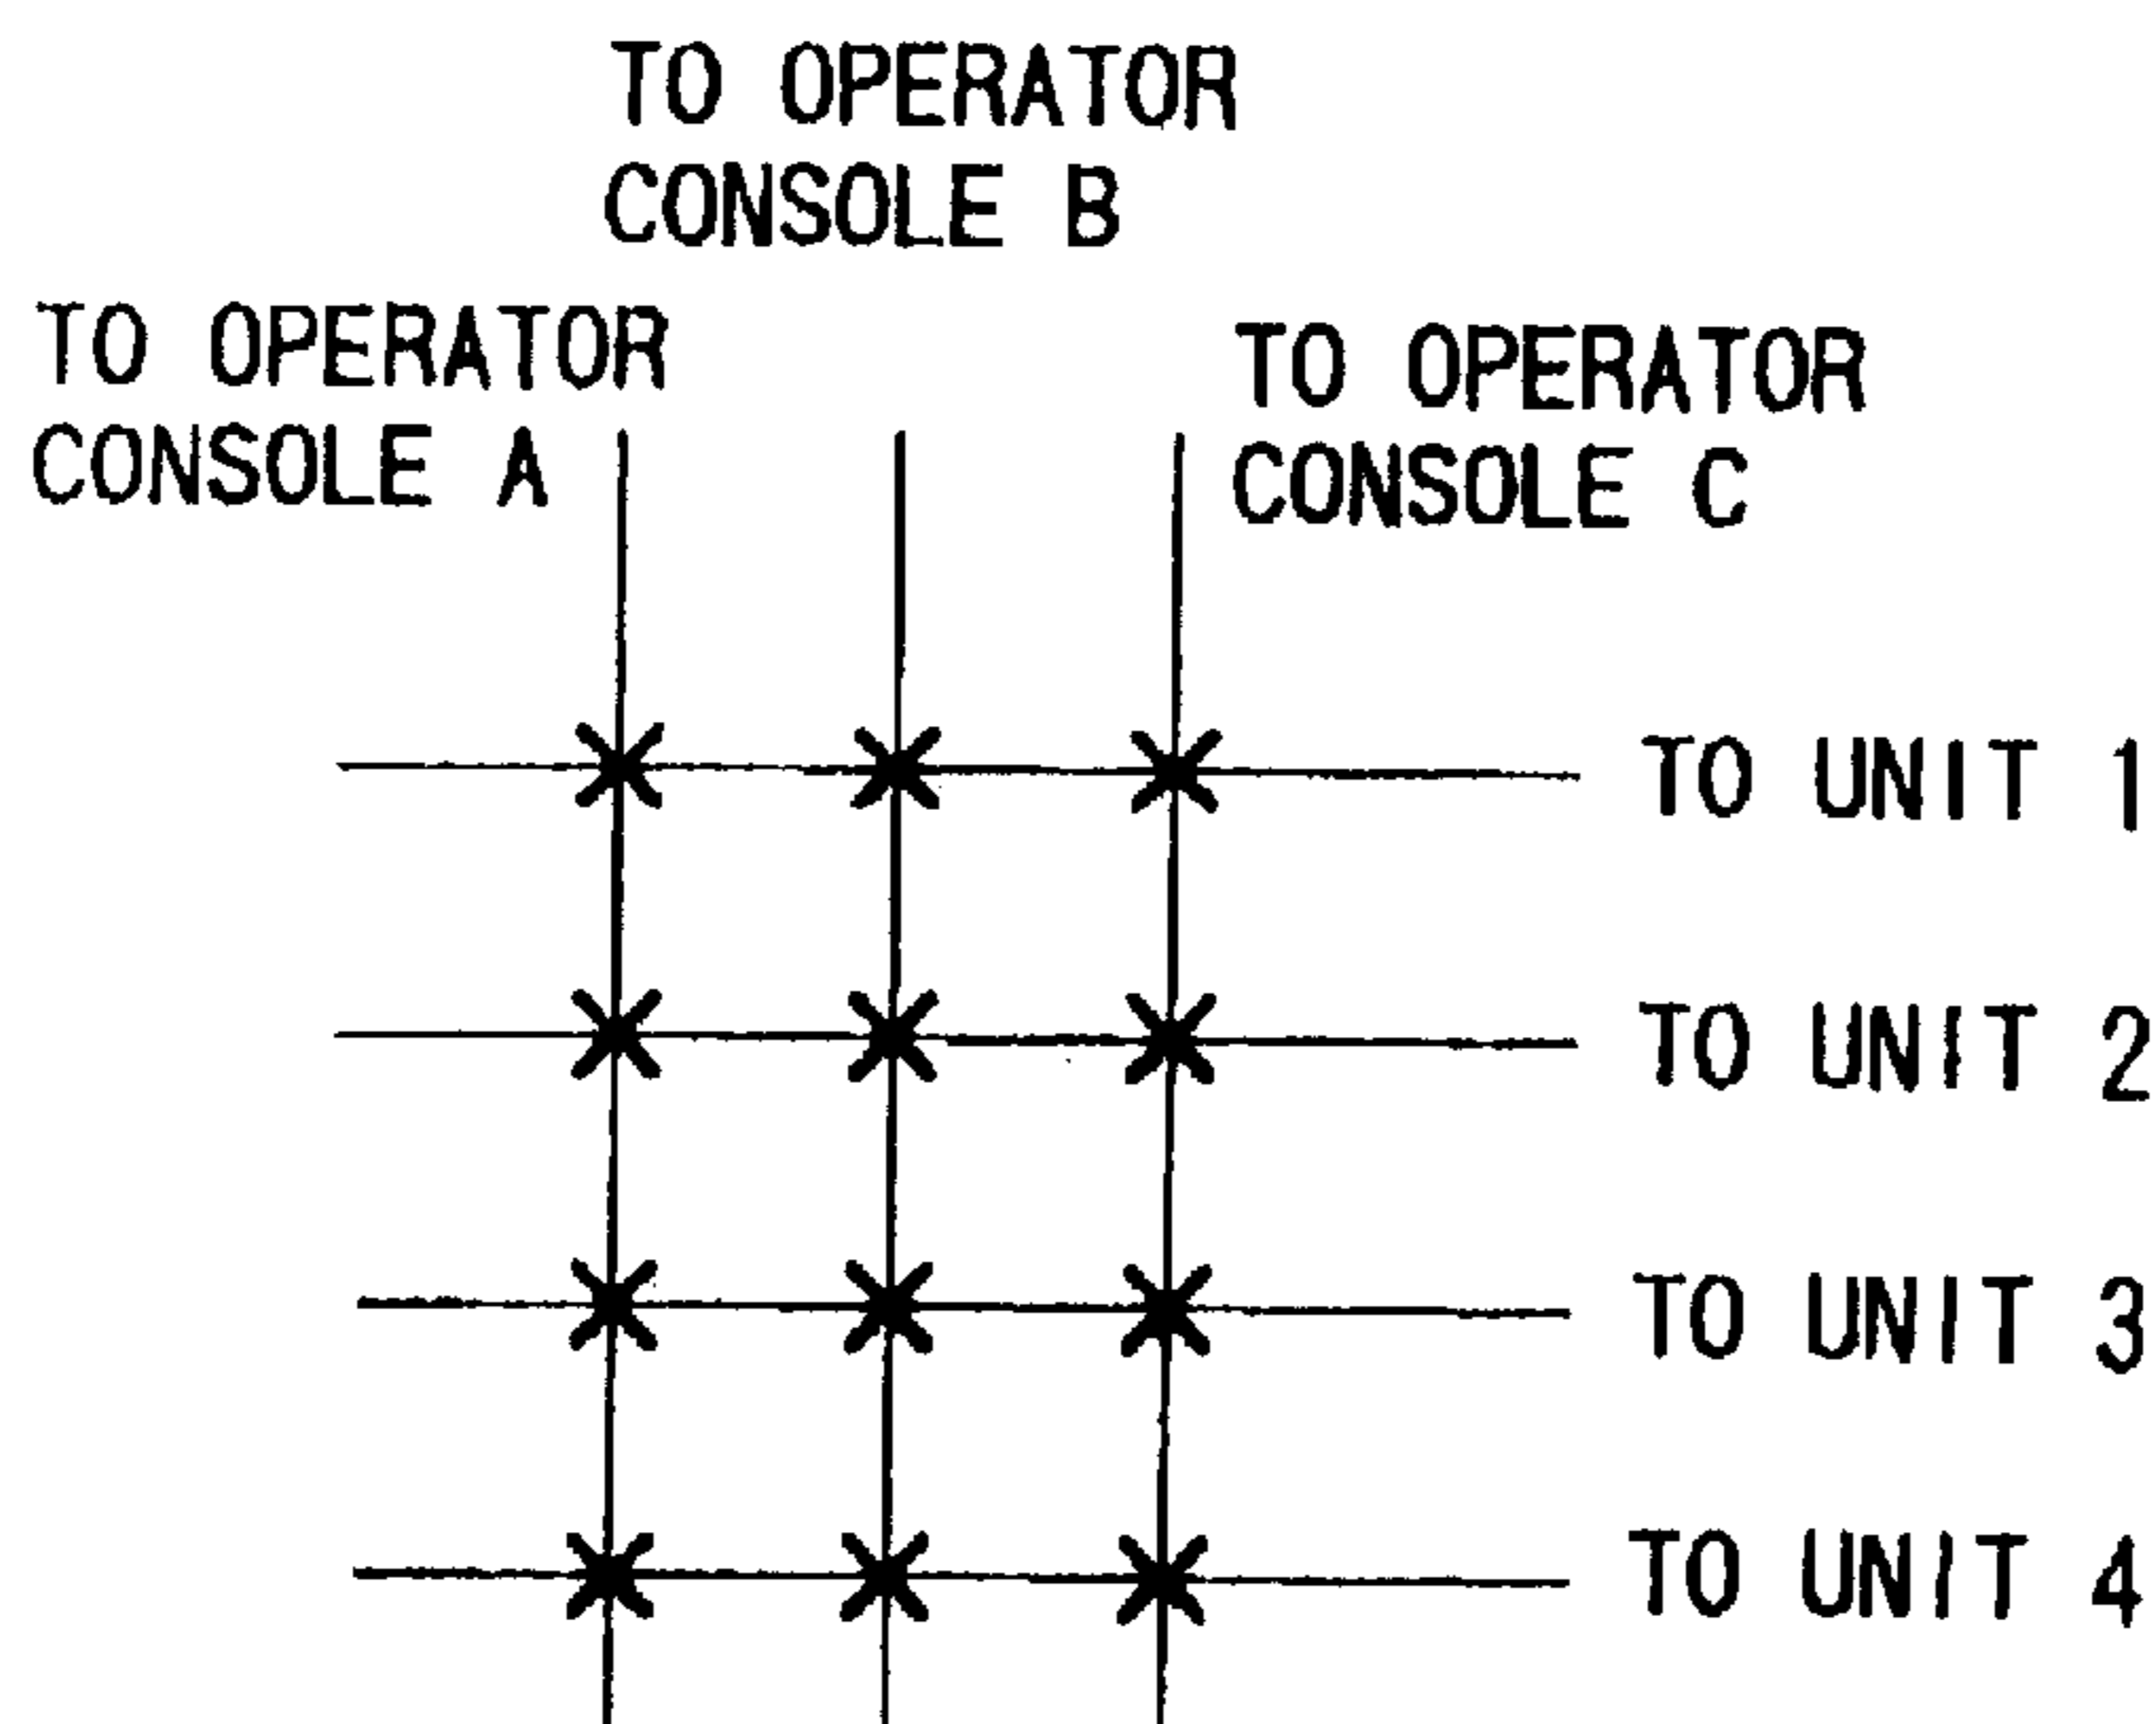 TO OPERATOR
CONSOLE B
TO OPERATOR
CONSOLE A
TO OPERATOR
CONSOLE C
TO UNIT 1
TO UNIT 2
TO UNIT 3
TO UNIT 4